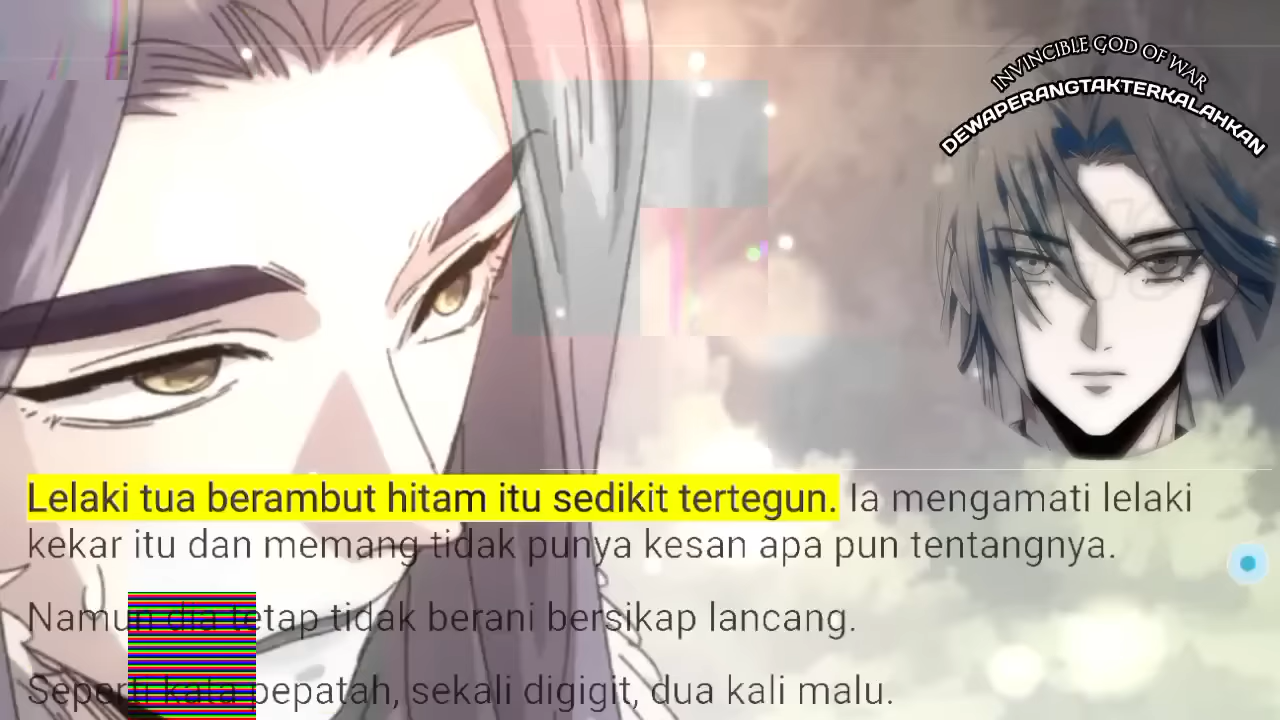 INVINCIBLE GOD OF WAR
DEWAPERANGTAKTERKALAHKAN
Lelaki tua berambut hitam itu sedikit tertegun. Ia mengamati lelaki
kekar itu dan memang tidak punya kesan apa pun tentangnya.
Namun dia tetap tidak berani bersikap lancang.
Seperti kata pepatah, sekali digigit, dua kali malu.